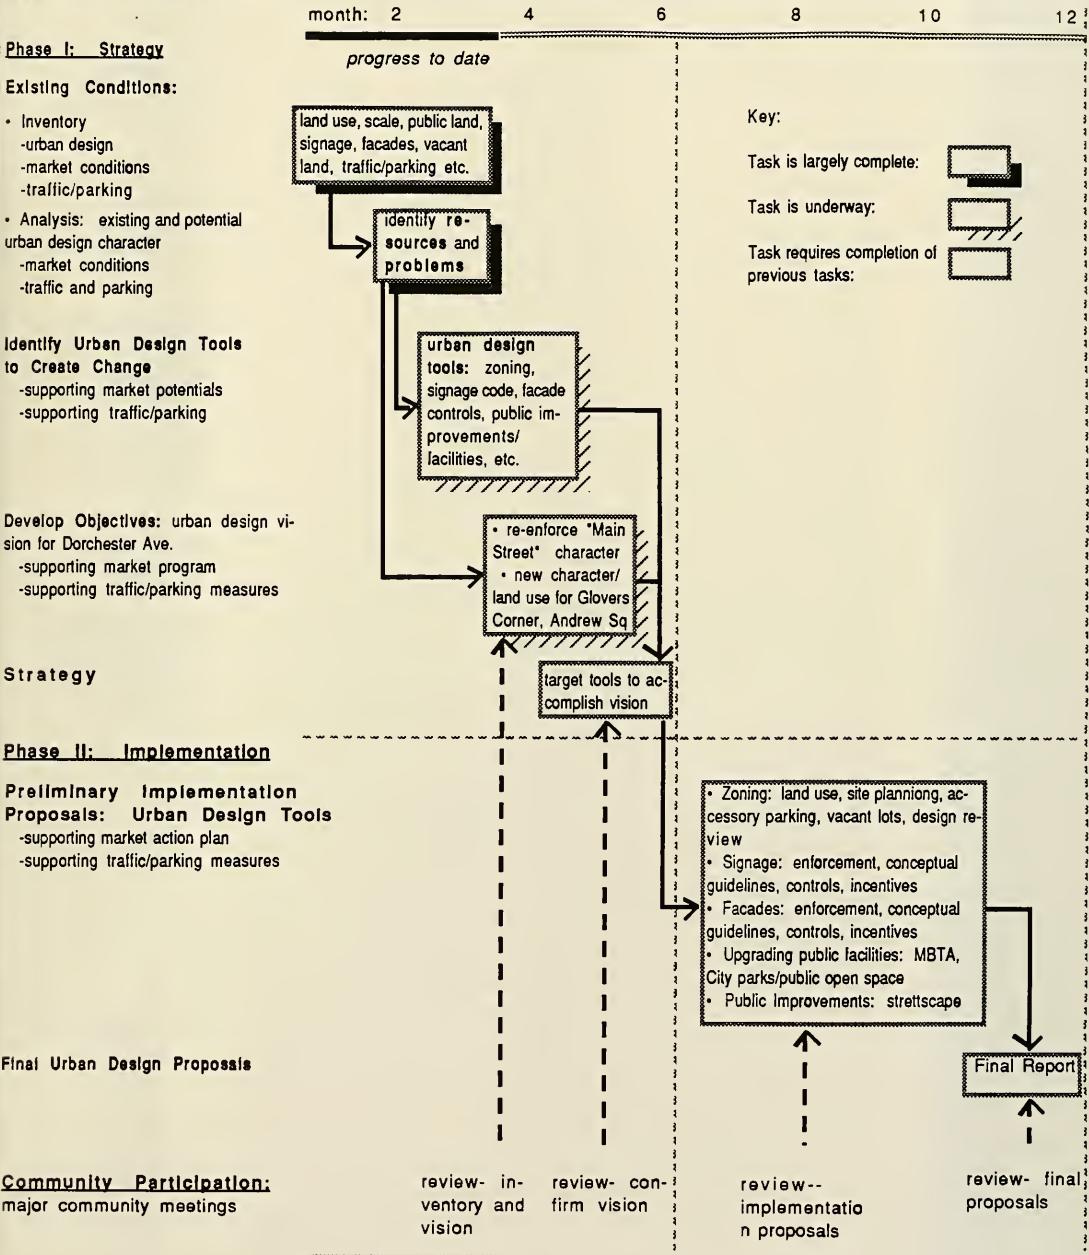 month: 2 4 6 8 10 12
progress to date
Phase I: Strategy
Existing Conditions:
• Inventory
-urban design
-market conditions
-traffic/parking
• Analysis: existing and potential
urban design character
-market conditions
-traffic and parking
land use, scale, public land,
signage, facades, vacant
land, traffic/parking etc.
identify re-
sources and
problems
Key:
Task is largely complete:
Task is underway:
Task requires completion of
previous tasks:
Identify Urban Design Tools
to Create Change
-supporting market potentials
-supporting traffic/parking
urban design
tools: zoning,
signage code, facade
controls, public im-
provements/
facilities, etc.
Develop Objectives: urban design vi-
sion for Dorchester Ave.
-supporting market program
-supporting traffic/parking measures
• re-enforce "Main
Street" character
• new character/
land use for Glovers
Corner, Andrew Sq
Strategy
target tools to ac-
complish vision
Phase II: Implementation
Preliminary Implementation
Proposals: Urban Design Tools
-supporting market action plan
-supporting traffic/parking measures
• Zoning: land use, site planniong, ac-
cessory parking, vacant lots, design re-
view
• Signage: enforcement, conceptual
guidelines, controls, incentives
• Facades: enforcement, conceptual
guidelines, controls, incentives
• Upgrading public facilities: MBTA,
City parks/public open space
• Public Improvements: strettscape
Final Urban Design Proposals
Final Report
Community Participation:
major community meetings
review- in-
ventory and
vision
review- con-
firm vision
review--
implementatio
n proposals
review- final
proposals